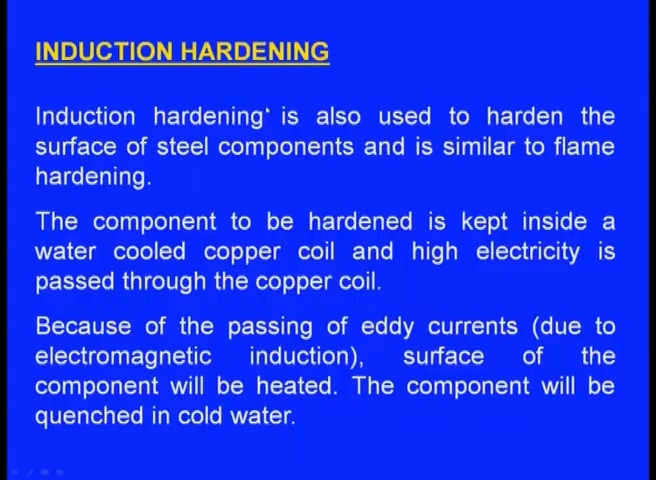 INDUCTION HARDENING
Induction hardening is also used to harden the
surface of steel components and is similar to flame
hardening.
The component to be hardened is kept inside a
water cooled copper coil and high electricity is
passed through the copper coil.
Because of the passing of eddy currents (due to
electromagnetic induction), surface of the
component will be heated. The component will be
quenched in cold water.